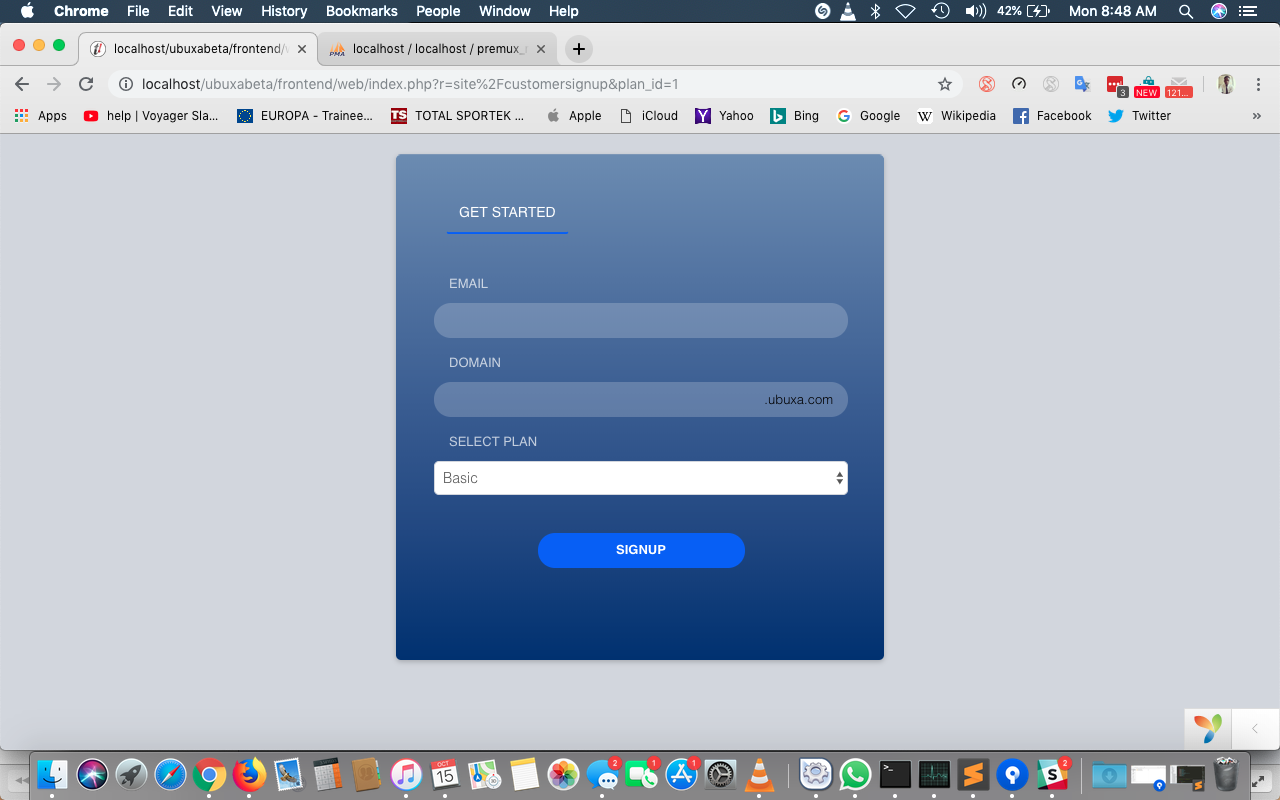 Chrome File Edit View History Bookmarks People Window Help 42% Mon 8:48 AM
localhost/ubuxabeta/frontend/
PMA localhost / localhost / premux_
localhost/ubuxabeta/frontend/web/index.php?r=site%2Fcustomersignup&plan_id=1
3 NEW 121...
Apps help | Voyager Sla... EUROPA - Trainee... TS TOTAL SPORTEK ... Apple iCloud Yahoo Bing Google W Wikipedia Facebook Twitter »
GET STARTED
EMAIL
DOMAIN
.ubuxa.com
SELECT PLAN
Basic
SIGNUP
OCT
15
2
1
1
2
S